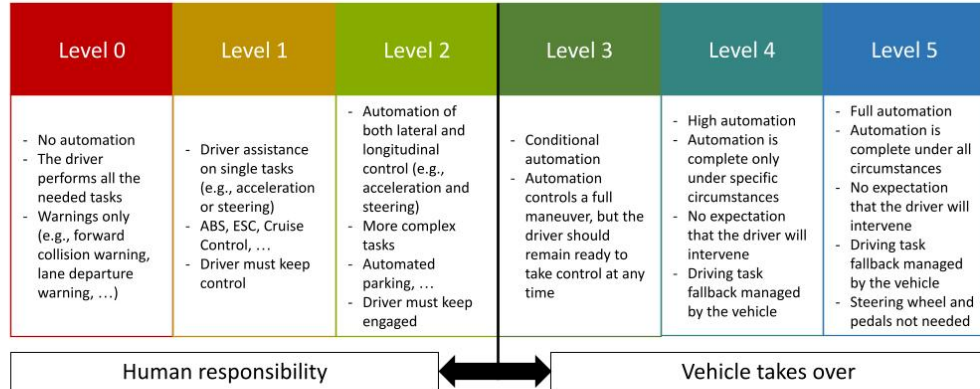 Level 0
Level 1
Level 2
Level 3
Level 4
Level 5
- No automation
- The driver
performs all the
needed tasks
- Warnings only
(e.g., forward
collision warning,
lane departure
warning, …)
- Driver assistance
on single tasks
(e.g., acceleration
or steering)
- ABS, ESC, Cruise
Control, …
- Driver must keep
control
- Automation of
both lateral and
longitudinal
control (e.g.,
acceleration and
steering)
- More complex
tasks
- Automated
parking, …
- Driver must keep
engaged
- Conditional
automation
- Automation
controls a full
maneuver, but the
driver should
remain ready to
take control at any
time
- High automation
- Automation is
complete only
under specific
circumstances
- No expectation
that the driver will
intervene
- Driving task
fallback managed
by the vehicle
- Full automation
- Automation is
complete under all
circumstances
- No expectation
that the driver will
intervene
- Driving task
fallback managed
by the vehicle
- Steering wheel and
pedals not needed
Human responsibility
Vehicle takes over